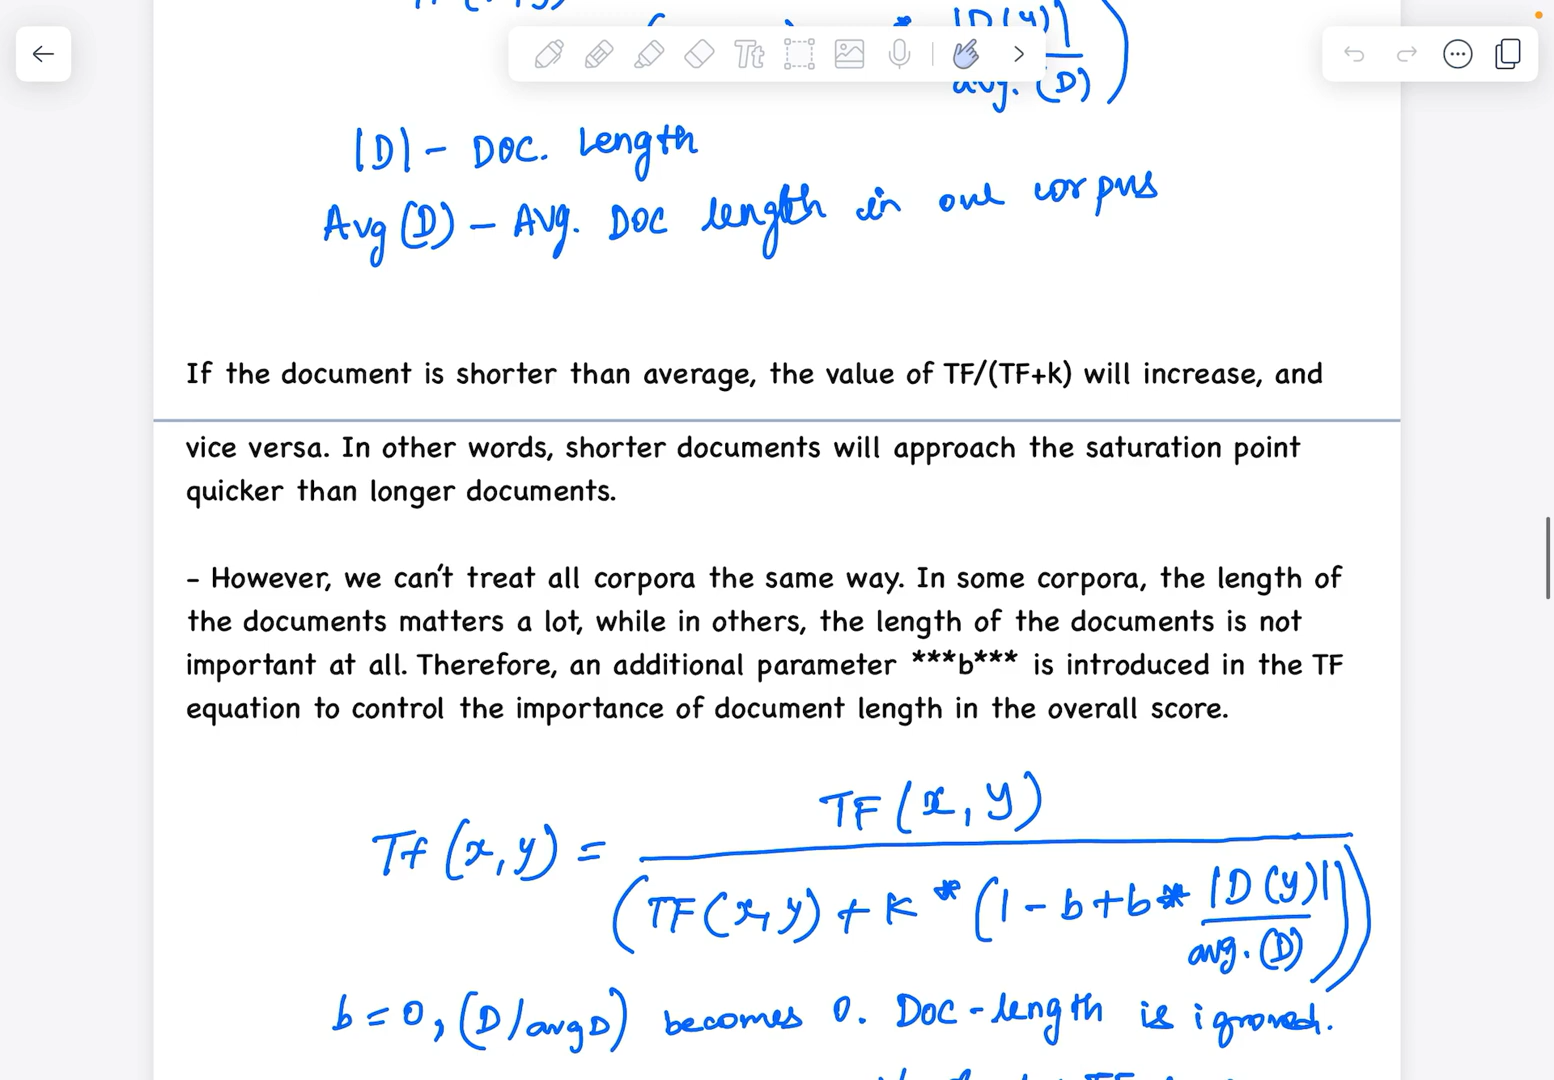 Tt
|D(y)|
avg. (D)
|D| - DOC. Length
Avg (D) - AVG. DOC length in our corpus
If the document is shorter than average, the value of TF/(TF+k) will increase, and
vice versa. In other words, shorter documents will approach the saturation point
quicker than longer documents.
- However, we can't treat all corpora the same way. In some corpora, the length of
the documents matters a lot, while in others, the length of the documents is not
important at all. Therefore, an additional parameter ***b*** is introduced in the TF
equation to control the importance of document length in the overall score.
TF (x, y)
Tf (x, y) =
(TF(x, y) + K * (1 - b + b * |D (y)|
avg. (D) ))
b = 0, (D/avg D) becomes 0. DOC - length is ignored.